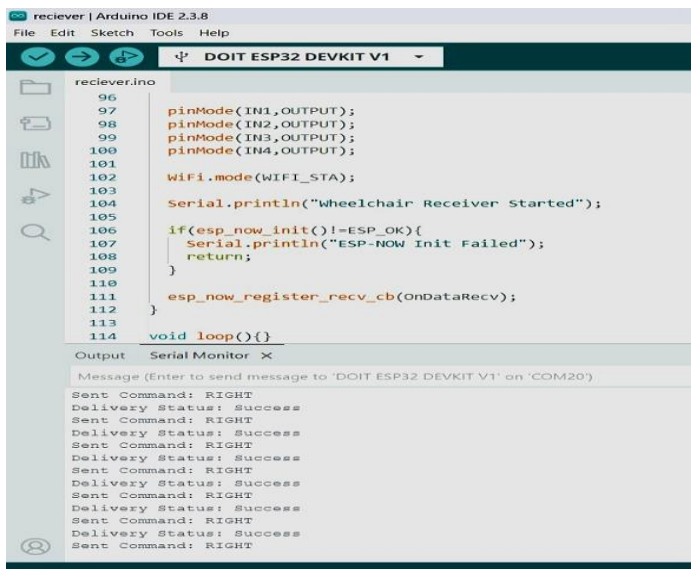 reciever | Arduino IDE 2.3.8
File Edit Sketch Tools Help
DOIT ESP32 DEVKIT V1
reciever.ino
96
97 pinMode(IN1,OUTPUT);
98 pinMode(IN2,OUTPUT);
99 pinMode(IN3,OUTPUT);
100 pinMode(IN4,OUTPUT);
101
102 WiFi.mode(WIFI_STA);
103
104 Serial.println("Wheelchair Receiver Started");
105
106 if(esp_now_init()!=ESP_OK){
107 Serial.println("ESP-NOW Init Failed");
108 return;
109 }
110
111 esp_now_register_recv_cb(OnDataRecv);
112 }
113
114 void loop(){}
Output Serial Monitor ×
Message (Enter to send message to 'DOIT ESP32 DEVKIT V1' on 'COM20')
Sent Command: RIGHT
Delivery Status: Success
Sent Command: RIGHT
Delivery Status: Success
Sent Command: RIGHT
Delivery Status: Success
Sent Command: RIGHT
Delivery Status: Success
Sent Command: RIGHT
Delivery Status: Success
Sent Command: RIGHT
Delivery Status: Success
Sent Command: RIGHT